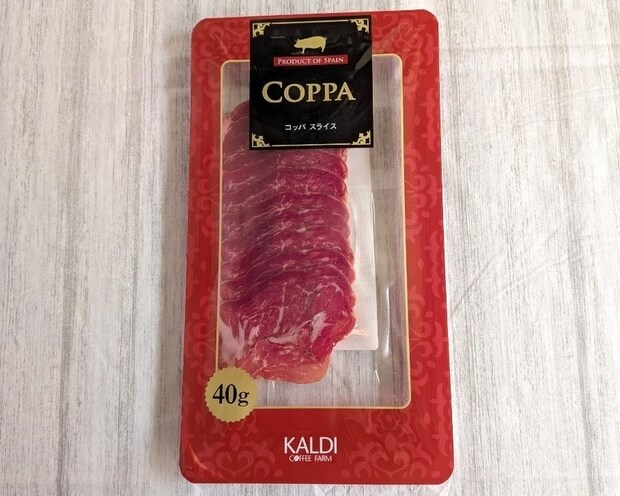 PRODUCT OF SPAIN
COPPA
コッパ スライス
40g
KALDI
COFFEE FARM